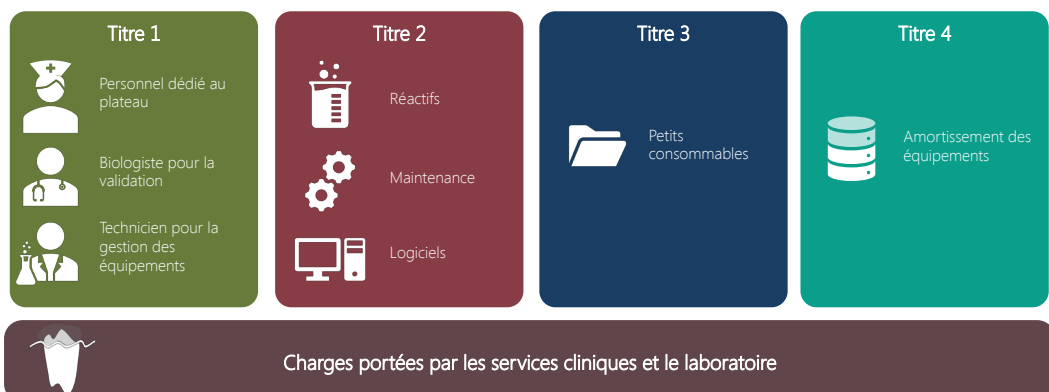 Titre 1
Personnel dédié au
plateau
Biologiste pour la
validation
Technicien pour la
gestion des
équipements
Titre 2
Réactifs
Maintenance
Logiciels
Titre 3
Petits
consommables
Titre 4
Amortissement des
équipements
Charges portées par les services cliniques et le laboratoire